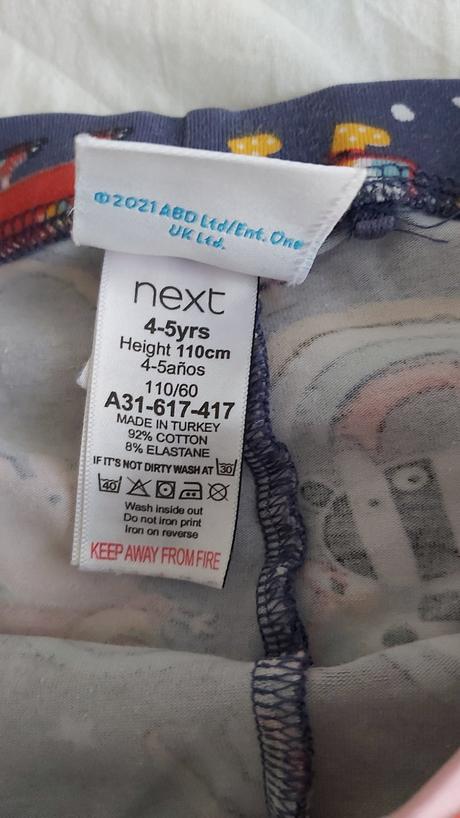 ©2021 ABD Ltd/Ent. One
UK Ltd.
next
4-5yrs
Height 110cm
4-5años
110/60
A31-617-417
MADE IN TURKEY
92% COTTON
8% ELASTANE
IF IT'S NOT DIRTY WASH AT 30
40
Wash inside out
Do not iron print
Iron on reverse
KEEP AWAY FROM FIRE